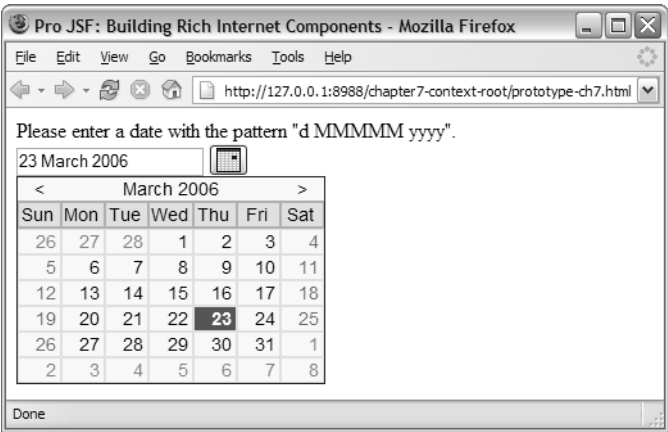 Pro JSF: Building Rich Internet Components - Mozilla Firefox
File Edit View Go Bookmarks Tools Help
http://127.0.0.1:8988/chapter7-context-root/prototype-ch7.html
Please enter a date with the pattern "d MMMMM yyyy".
23 March 2006
< March 2006 >
Sun Mon Tue Wed Thu Fri Sat
26 27 28 1 2 3 4
5 6 7 8 9 10 11
12 13 14 15 16 17 18
19 20 21 22 23 24 25
26 27 28 29 30 31 1
2 3 4 5 6 7 8
Done